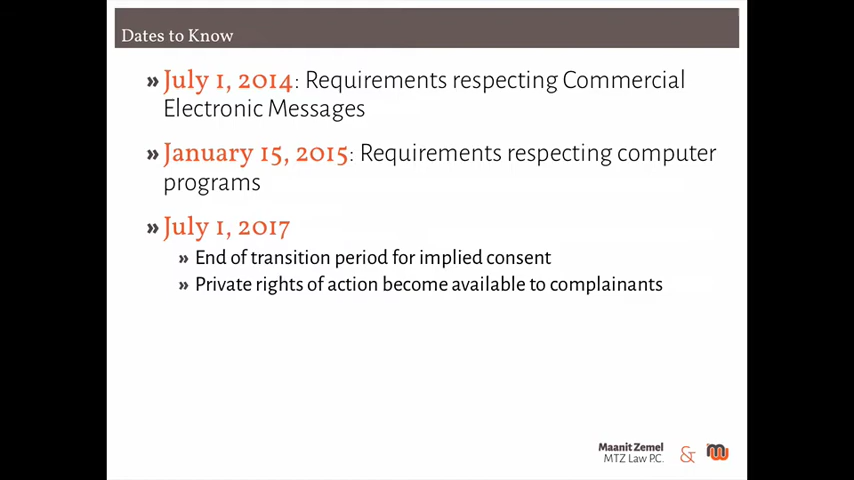 Dates to Know
» July 1, 2014: Requirements respecting Commercial
Electronic Messages
» January 15, 2015: Requirements respecting computer
programs
» July 1, 2017
» End of transition period for implied consent
» Private rights of action become available to complainants
Maanit Zemel
MTZ Law P.C.
&